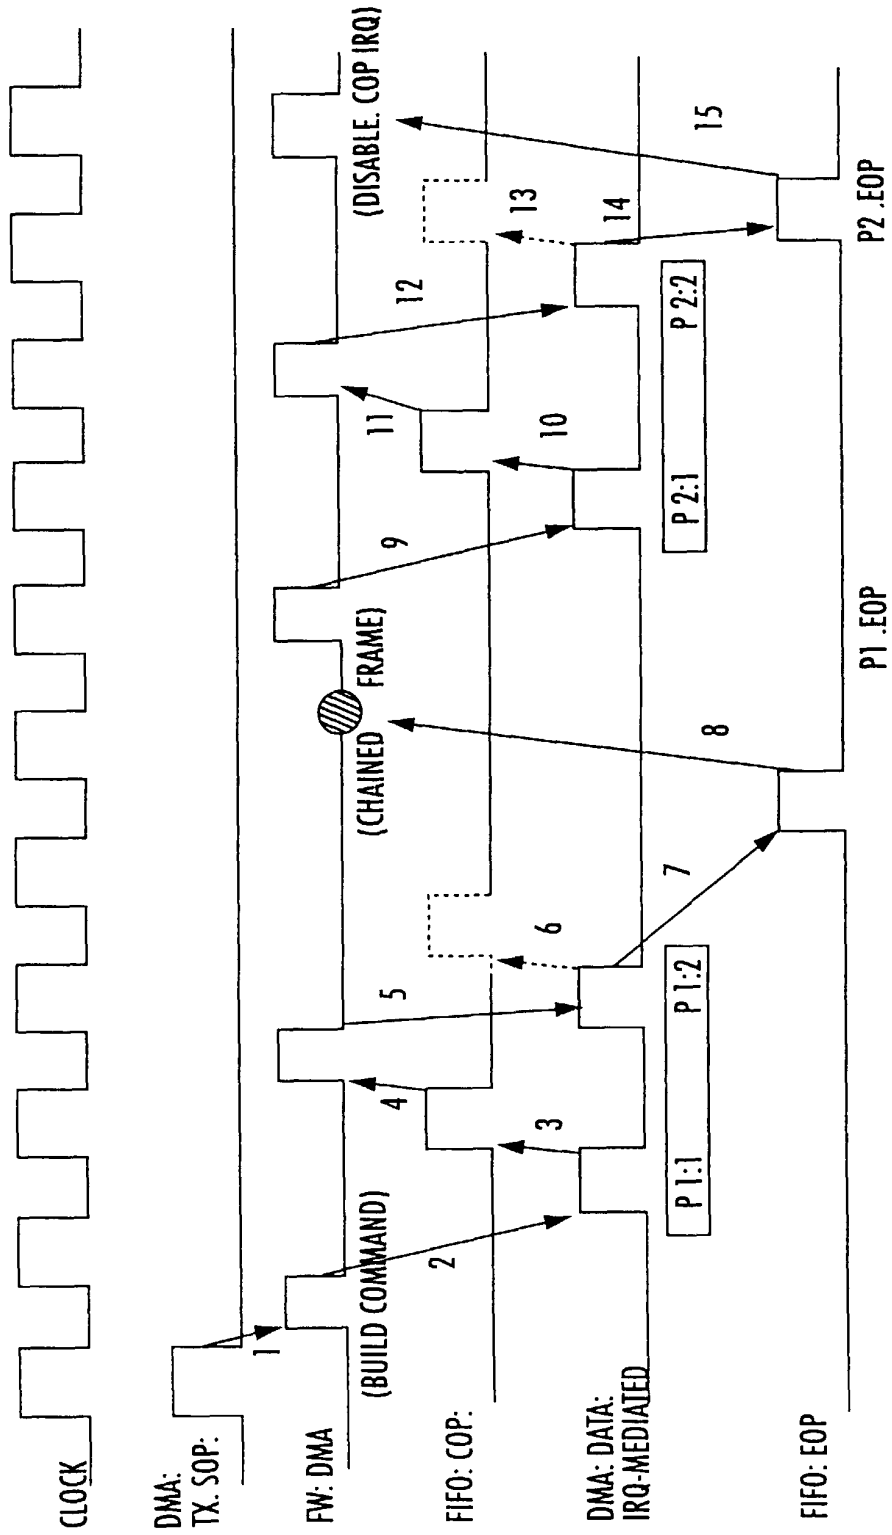 CLOCK
DMA:
TX. SOP:
1
FW: DMA
(BUILD COMMAND)
(CHAINED FRAME)
(DISABLE. COP IRQ)
2
4
5
8
9
11
12
FIFO: COP:
3
6
10
13
15
DMA: DATA:
IRQ-MEDIATED
7
14
P 1:1
P 1:2
P 2:1
P 2:2
FIFO: EOP
P1 .EOP
P2 .EOP